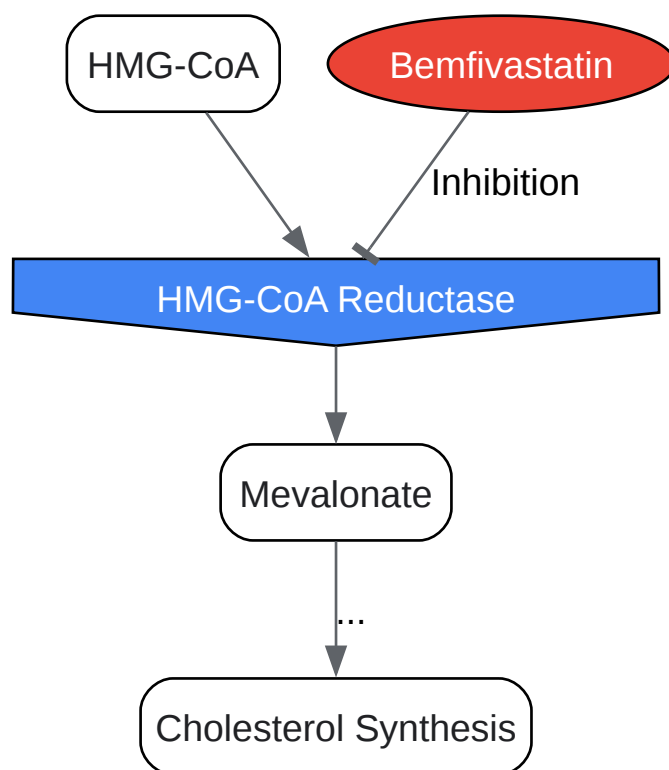 HMG-CoA
Bemfivastatin
Inhibition
HMG-CoA Reductase
Mevalonate
...
Cholesterol Synthesis